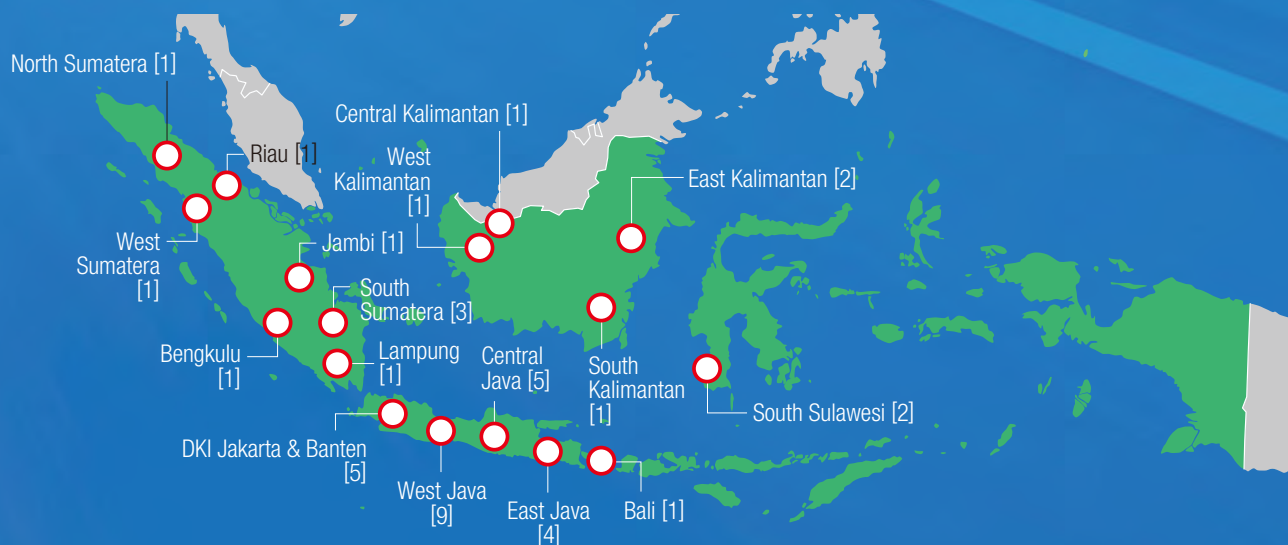 North Sumatera [1]
Riau [1]
West
Sumatera
[1]
Jambi [1]
South
Sumatera [3]
Bengkulu
[1]
Lampung
[1]
Central Kalimantan [1]
West
Kalimantan
[1]
East Kalimantan [2]
South
Kalimantan
[1]
South Sulawesi [2]
DKI Jakarta & Banten
[5]
West Java
[9]
Central
Java [5]
East Java
[4]
Bali [1]